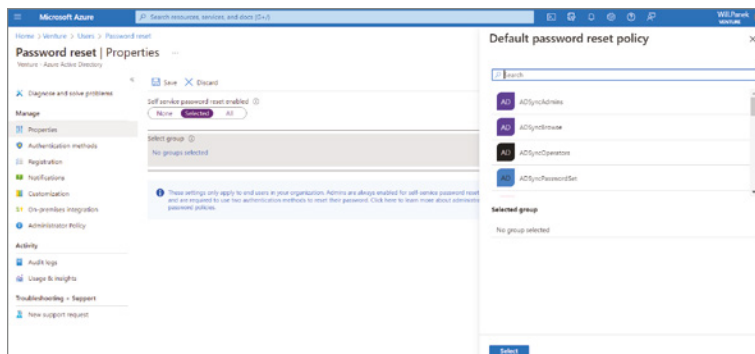 Microsoft Azure
Search resources, services, and docs (G+/)
Will.Panek
VENTURE
Home > Venture > Users > Password reset
Password reset | Properties
Venture - Azure Active Directory
Diagnose and solve problems
Manage
Properties
Authentication methods
Registration
Notifications
Customization
On-premises integration
Administrator Policy
Activity
Audit logs
Usage & insights
Troubleshooting + Support
New support request
Save
Discard
Self service password reset enabled
None
Selected
All
Select group
No groups selected
These settings only apply to end users in your organization. Admins are always enabled for self-service password reset
and are required to use two authentication methods to reset their password. Click here to learn more about administra
password policies.
Default password reset policy
Search
AD ADSyncAdmins
AD ADSyncBrowse
AD ADSyncOperators
AD ADSyncPasswordSet
Selected group
No group selected
Select